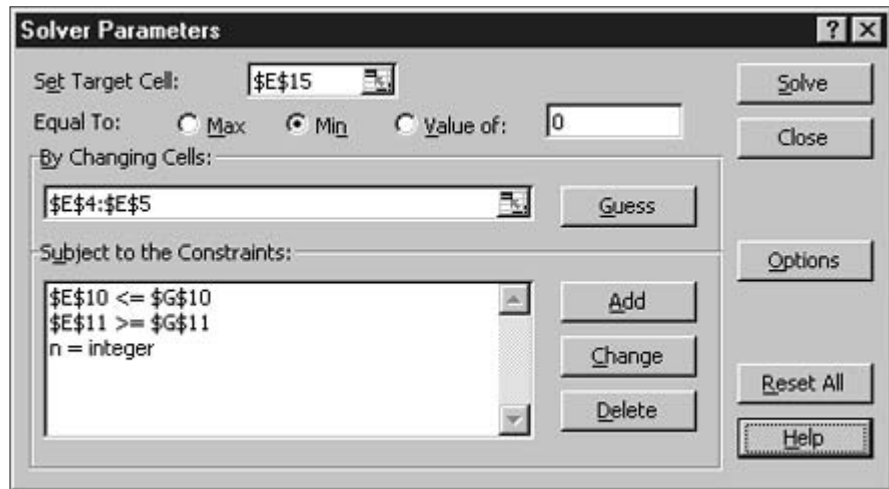 Solver Parameters
? X
Set Target Cell: $E$15
Solve
Equal To: Max Min Value of: 0
Close
By Changing Cells:
$E$4:$E$5
Guess
Subject to the Constraints:
Options
$E$10 <= $G$10
$E$11 >= $G$11
n = integer
Add
Change
Delete
Reset All
Help